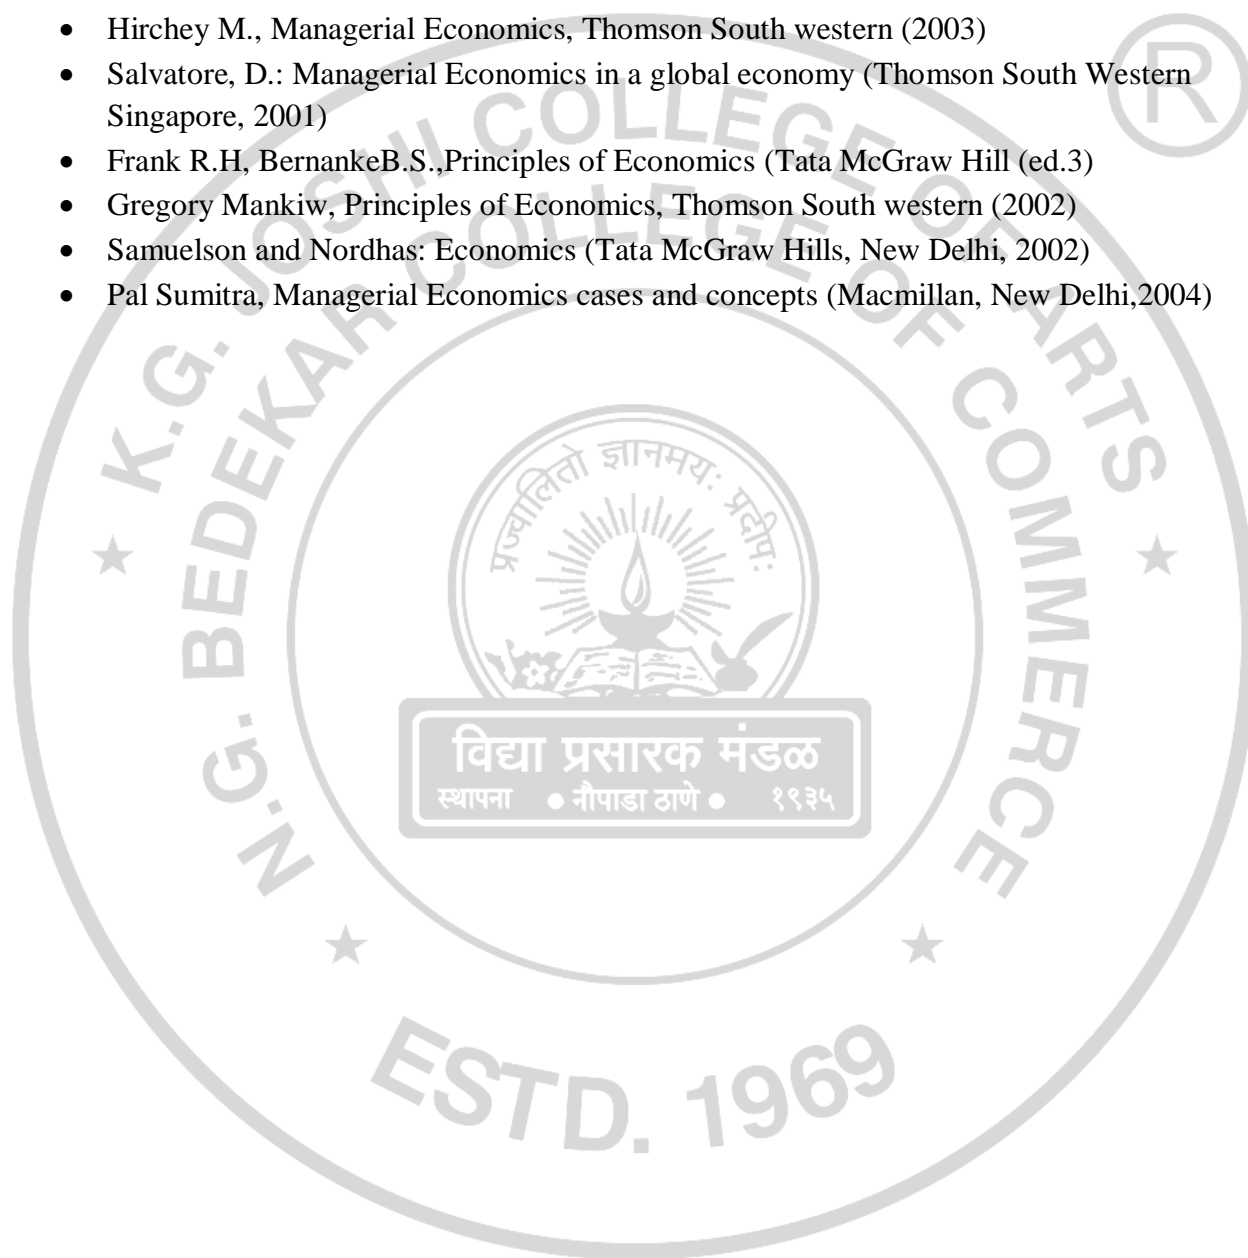 • Hirchey M., Managerial Economics, Thomson South western (2003)
• Salvatore, D.: Managerial Economics in a global economy (Thomson South Western
Singapore, 2001)
• Frank R.H, BernankeB.S.,Principles of Economics (Tata McGraw Hill (ed.3)
• Gregory Mankiw, Principles of Economics, Thomson South western (2002)
• Samuelson and Nordhas: Economics (Tata McGraw Hills, New Delhi, 2002)
• Pal Sumitra, Managerial Economics cases and concepts (Macmillan, New Delhi,2004)
R
★ K.G. JOSHI COLLEGE OF ARTS ★
N.G. BEDEKAR COLLEGE OF COMMERCE
प्रज्वालितो ज्ञानमयः प्रदीपः
विद्या प्रसारक मंडळ
स्थापना ● नौपाडा ठाणे ● १९३५
★ ESTD. 1969 ★